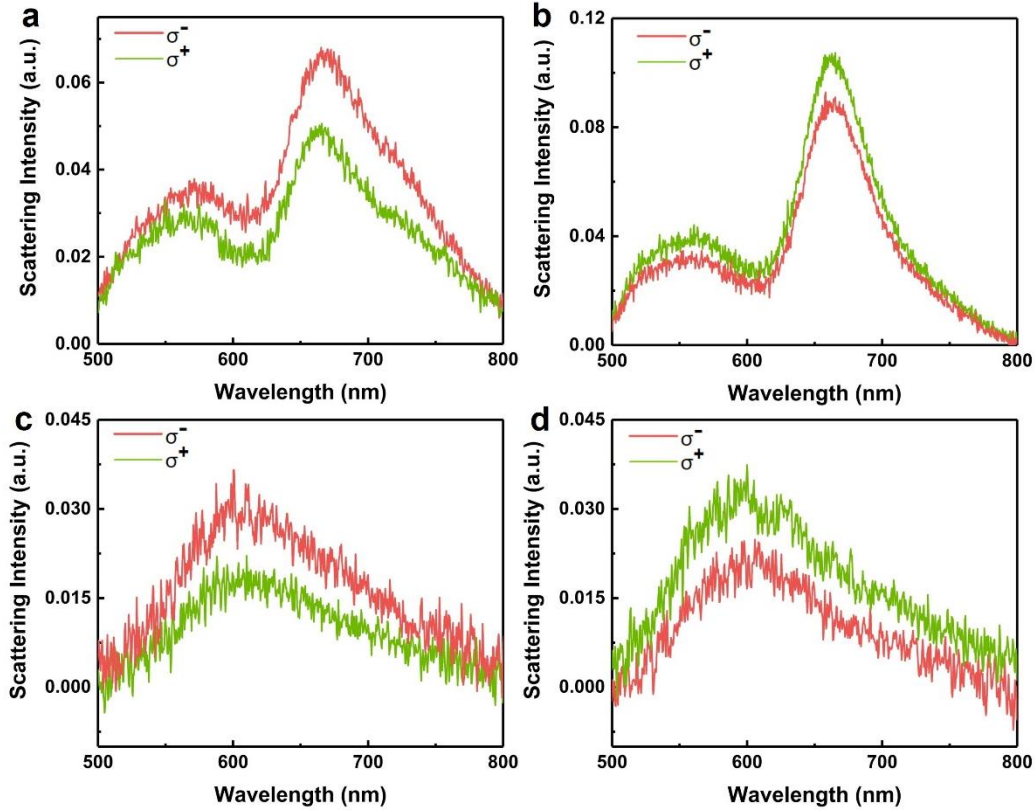 a
σ⁻
σ⁺
Scattering Intensity (a.u.)
0.06
0.04
0.02
0.00
500
600
700
800
Wavelength (nm)
b
σ⁻
σ⁺
Scattering Intensity (a.u.)
0.12
0.08
0.04
0.00
500
600
700
800
Wavelength (nm)
c
σ⁻
σ⁺
Scattering Intensity (a.u.)
0.045
0.030
0.015
0.000
500
600
700
800
Wavelength (nm)
d
σ⁻
σ⁺
Scattering Intensity (a.u.)
0.045
0.030
0.015
0.000
500
600
700
800
Wavelength (nm)